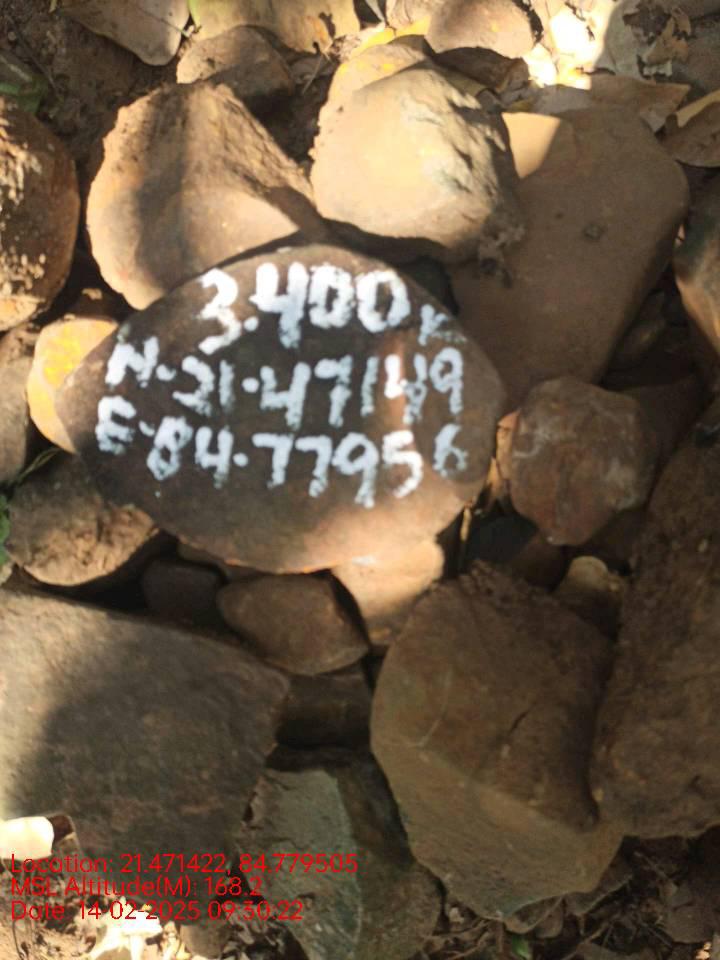 3.400 K
N-21.47149
E-84.77956
Location: 21.471422, 84.779505
MSL Altitude(M): 168.2
Date: 14-02-2025 09:30:22